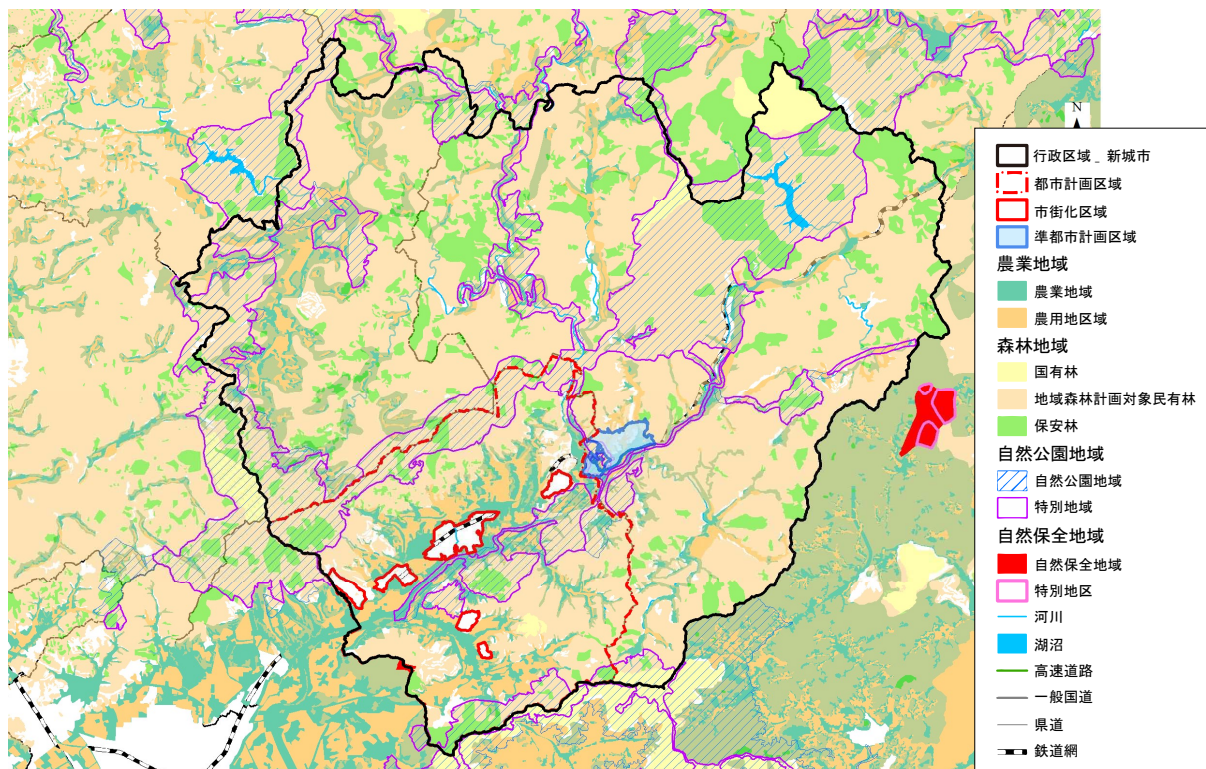 N
行政区域_新城市
都市計画区域
市街化区域
準都市計画区域
農業地域
農業地域
農用地区域
森林地域
国有林
地域森林計画対象民有林
保安林
自然公園地域
自然公園地域
特別地域
自然保全地域
自然保全地域
特別地区
河川
湖沼
高速道路
一般国道
県道
鉄道網